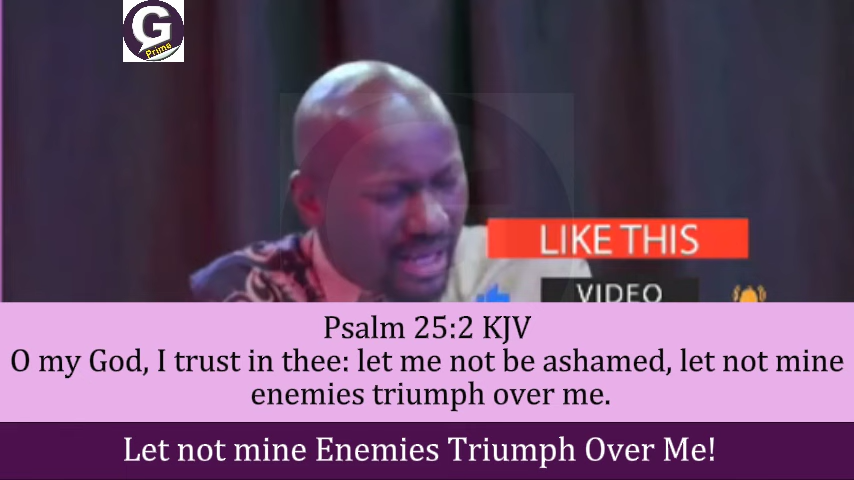 G
Prime
LIKE THIS
VIDEO
Psalm 25:2 KJV
O my God, I trust in thee: let me not be ashamed, let not mine
enemies triumph over me.
Let not mine Enemies Triumph Over Me!